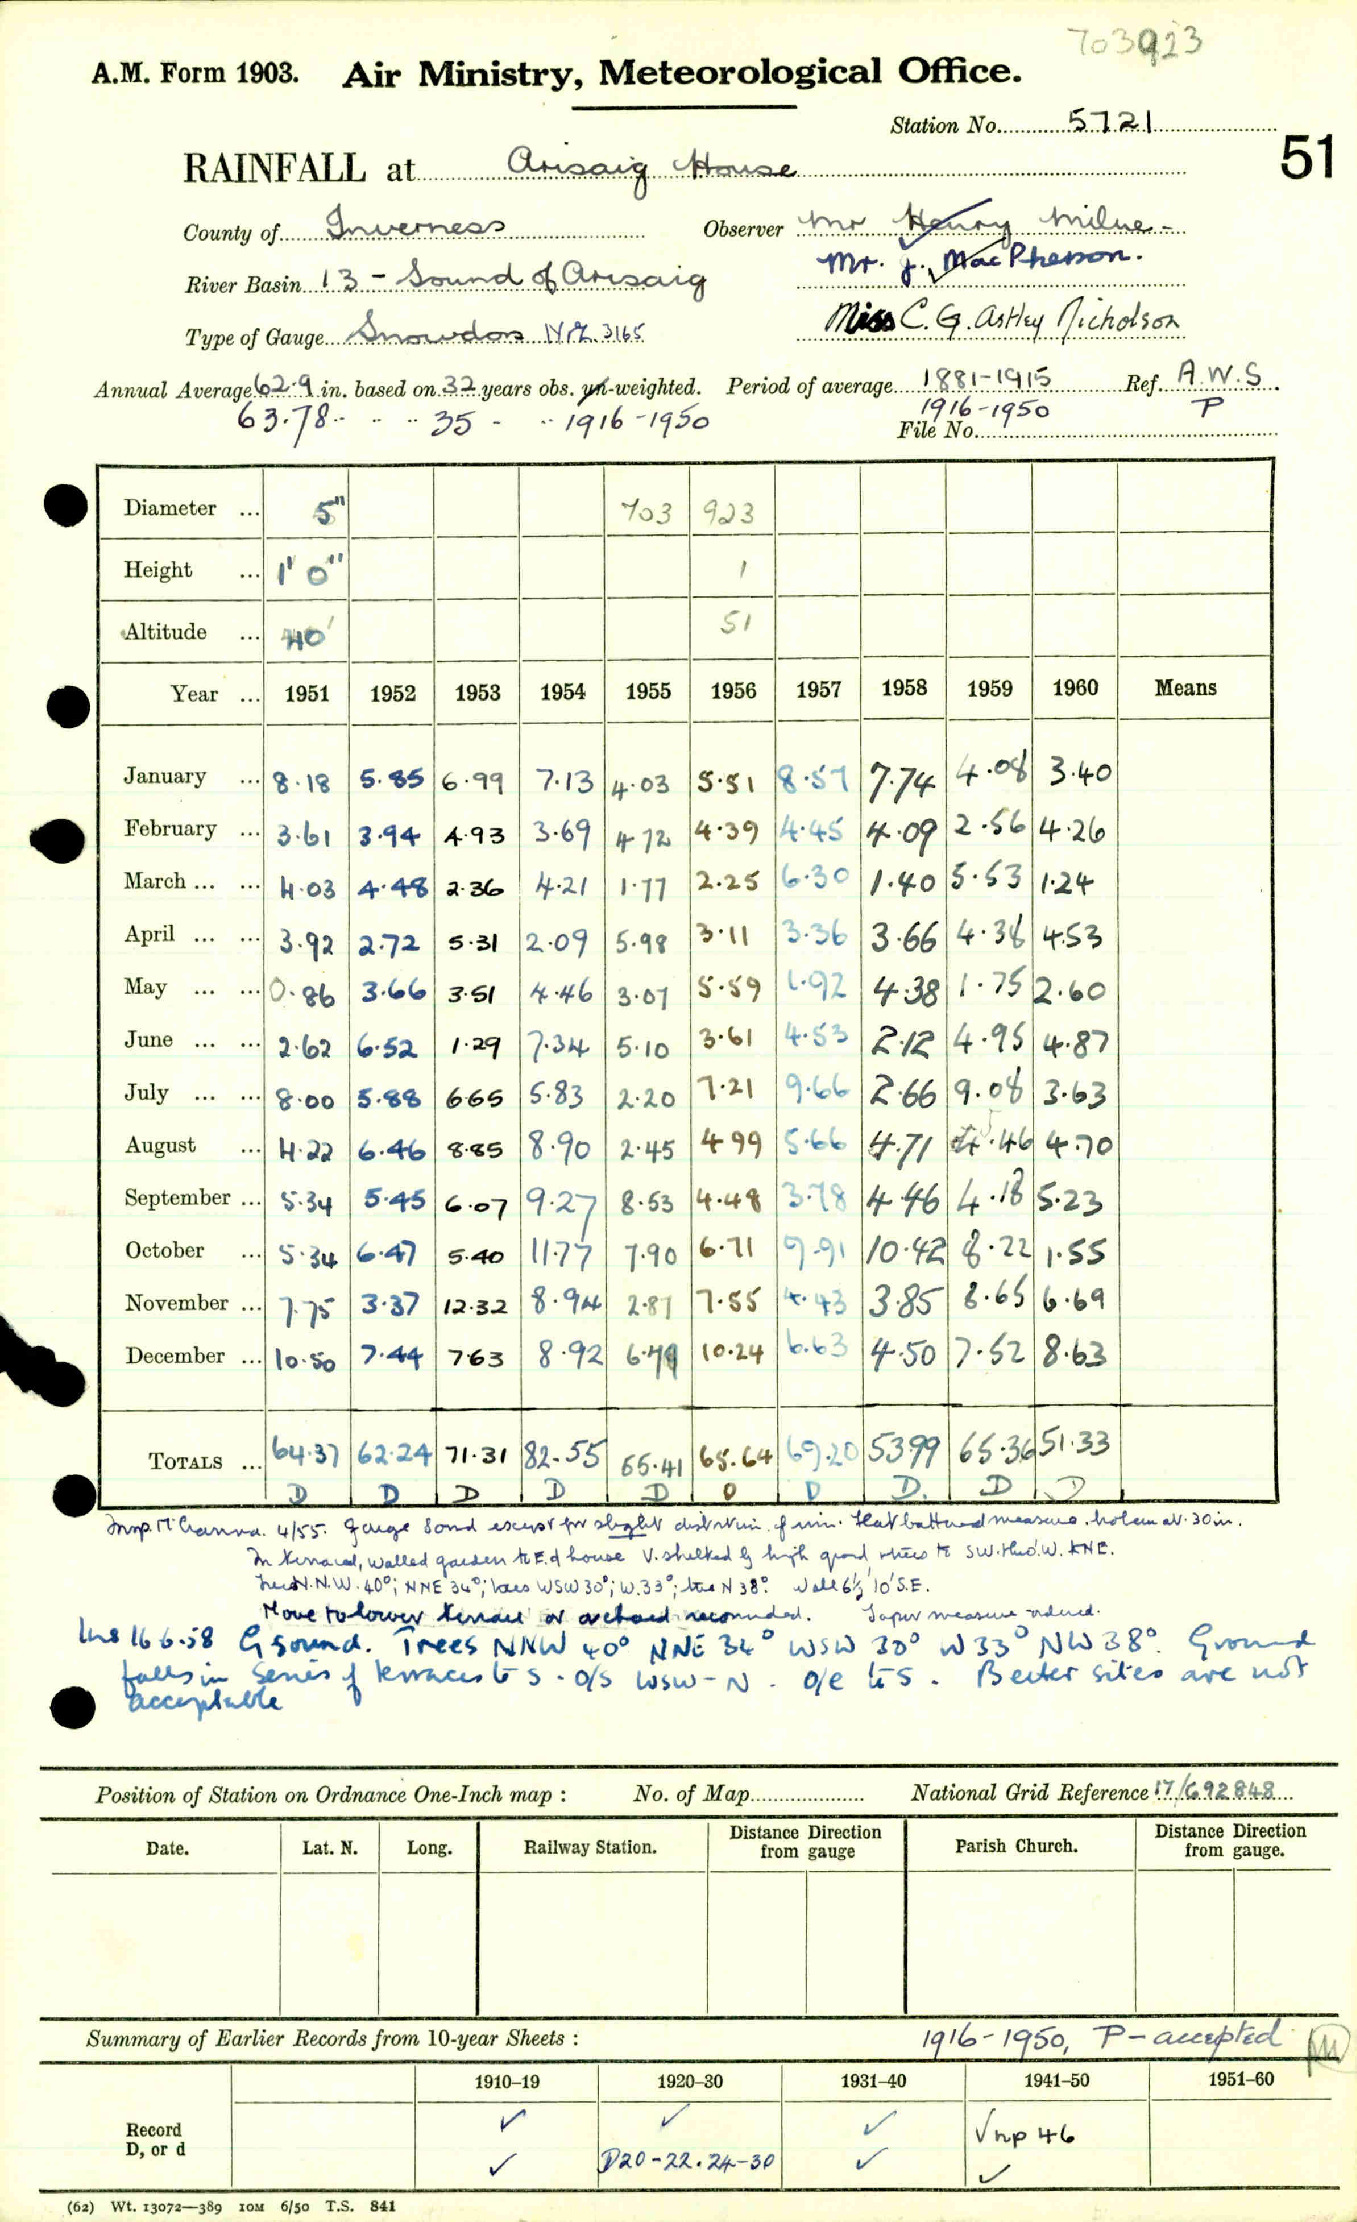 703923
A.M. Form 1903. Air Ministry, Meteorological Office.
Station No. 5721
51
RAINFALL at Arisaig House
County of Inverness Observer Mr Henry Milne -
Mr. J. MacPherson.
River Basin 13 - Sound of Arisaig
Miss C. G. Astley Nicholson
Type of Gauge Snowdon 3165
Annual Average 62.9 in. based on 32 years obs. un-weighted. Period of average 1881-1915 Ref. A.W.S.
63.78 35 1916-1950 1916-1950 P
File No.
Diameter ... 5" 703 923
Height ... 1' 0" 1
Altitude ... 40' 51
Year ... 1951 1952 1953 1954 1955 1956 1957 1958 1959 1960 Means
January ... 8.18 5.85 6.99 7.13 4.03 5.51 8.57 7.74 4.08 3.40
February ... 3.61 3.94 4.93 3.69 4.72 4.39 4.45 4.09 2.56 4.26
March ... ... 4.03 4.48 2.36 4.21 1.77 2.25 6.30 1.40 5.53 1.24
April ... ... 3.92 2.72 5.31 2.09 5.98 3.11 3.36 3.66 4.38 4.53
May ... ... 0.86 3.66 3.51 4.46 3.07 5.59 1.92 4.38 1.75 2.60
June ... ... 2.62 6.52 1.29 7.34 5.10 3.61 4.53 2.12 4.95 4.87
July ... ... 8.00 5.88 6.65 5.83 2.20 7.21 9.66 2.66 9.08 3.63
August ... 4.22 6.46 8.85 8.90 2.45 4.99 5.66 4.71 4.46 4.70
September ... 5.34 5.45 6.07 9.27 8.53 4.48 3.78 4.46 4.18 5.23
October ... 5.34 6.47 5.40 11.77 7.90 6.71 9.91 10.42 8.22 1.55
November ... 7.75 3.37 12.32 8.94 2.87 7.55 4.43 3.85 8.65 6.69
December ... 10.50 7.44 7.63 8.92 6.79 10.24 6.63 4.50 7.52 8.63
TOTALS ... 64.37 62.24 71.31 82.55 55.41 65.64 69.20 53.99 65.36 51.33
D D D D D D D D. D D
Insp. 4/55. Gauge sound except for slight distortion of rim. Flat bottomed measure. at 30 in.
In terraced, walled garden to E. of house V. sheltered by high ground, trees to SW. W. NNE.
Trees N.N.W. 40°; NNE 34°; trees WSW 30°; W. 33°; tree N 38°. Wall 6½' 10' S.E.
Move to lower terrace or orchard recommended. Taper measure ordered.
Ins 16.6.58 G sound. Trees NNW 40° NNE 34° WSW 30° W 33° NW 38°. Ground
falls in series of terraces to S. o/s WSW-N. o/e to S. Better sites are not
acceptable
Position of Station on Ordnance One-Inch map : No. of Map National Grid Reference 17/692848
Date. Lat. N. Long. Railway Station. Distance Direction from gauge Parish Church. Distance Direction from gauge.
Summary of Earlier Records from 10-year Sheets : 1916-1950, P - accepted
1910–19 1920–30 1931–40 1941–50 1951–60
Record ✓ ✓ ✓ ✓ np 46
D, or d ✓ D20-22.24-30 ✓ ✓
(62) Wt. 13072—389 10M 6/50 T.S. 841